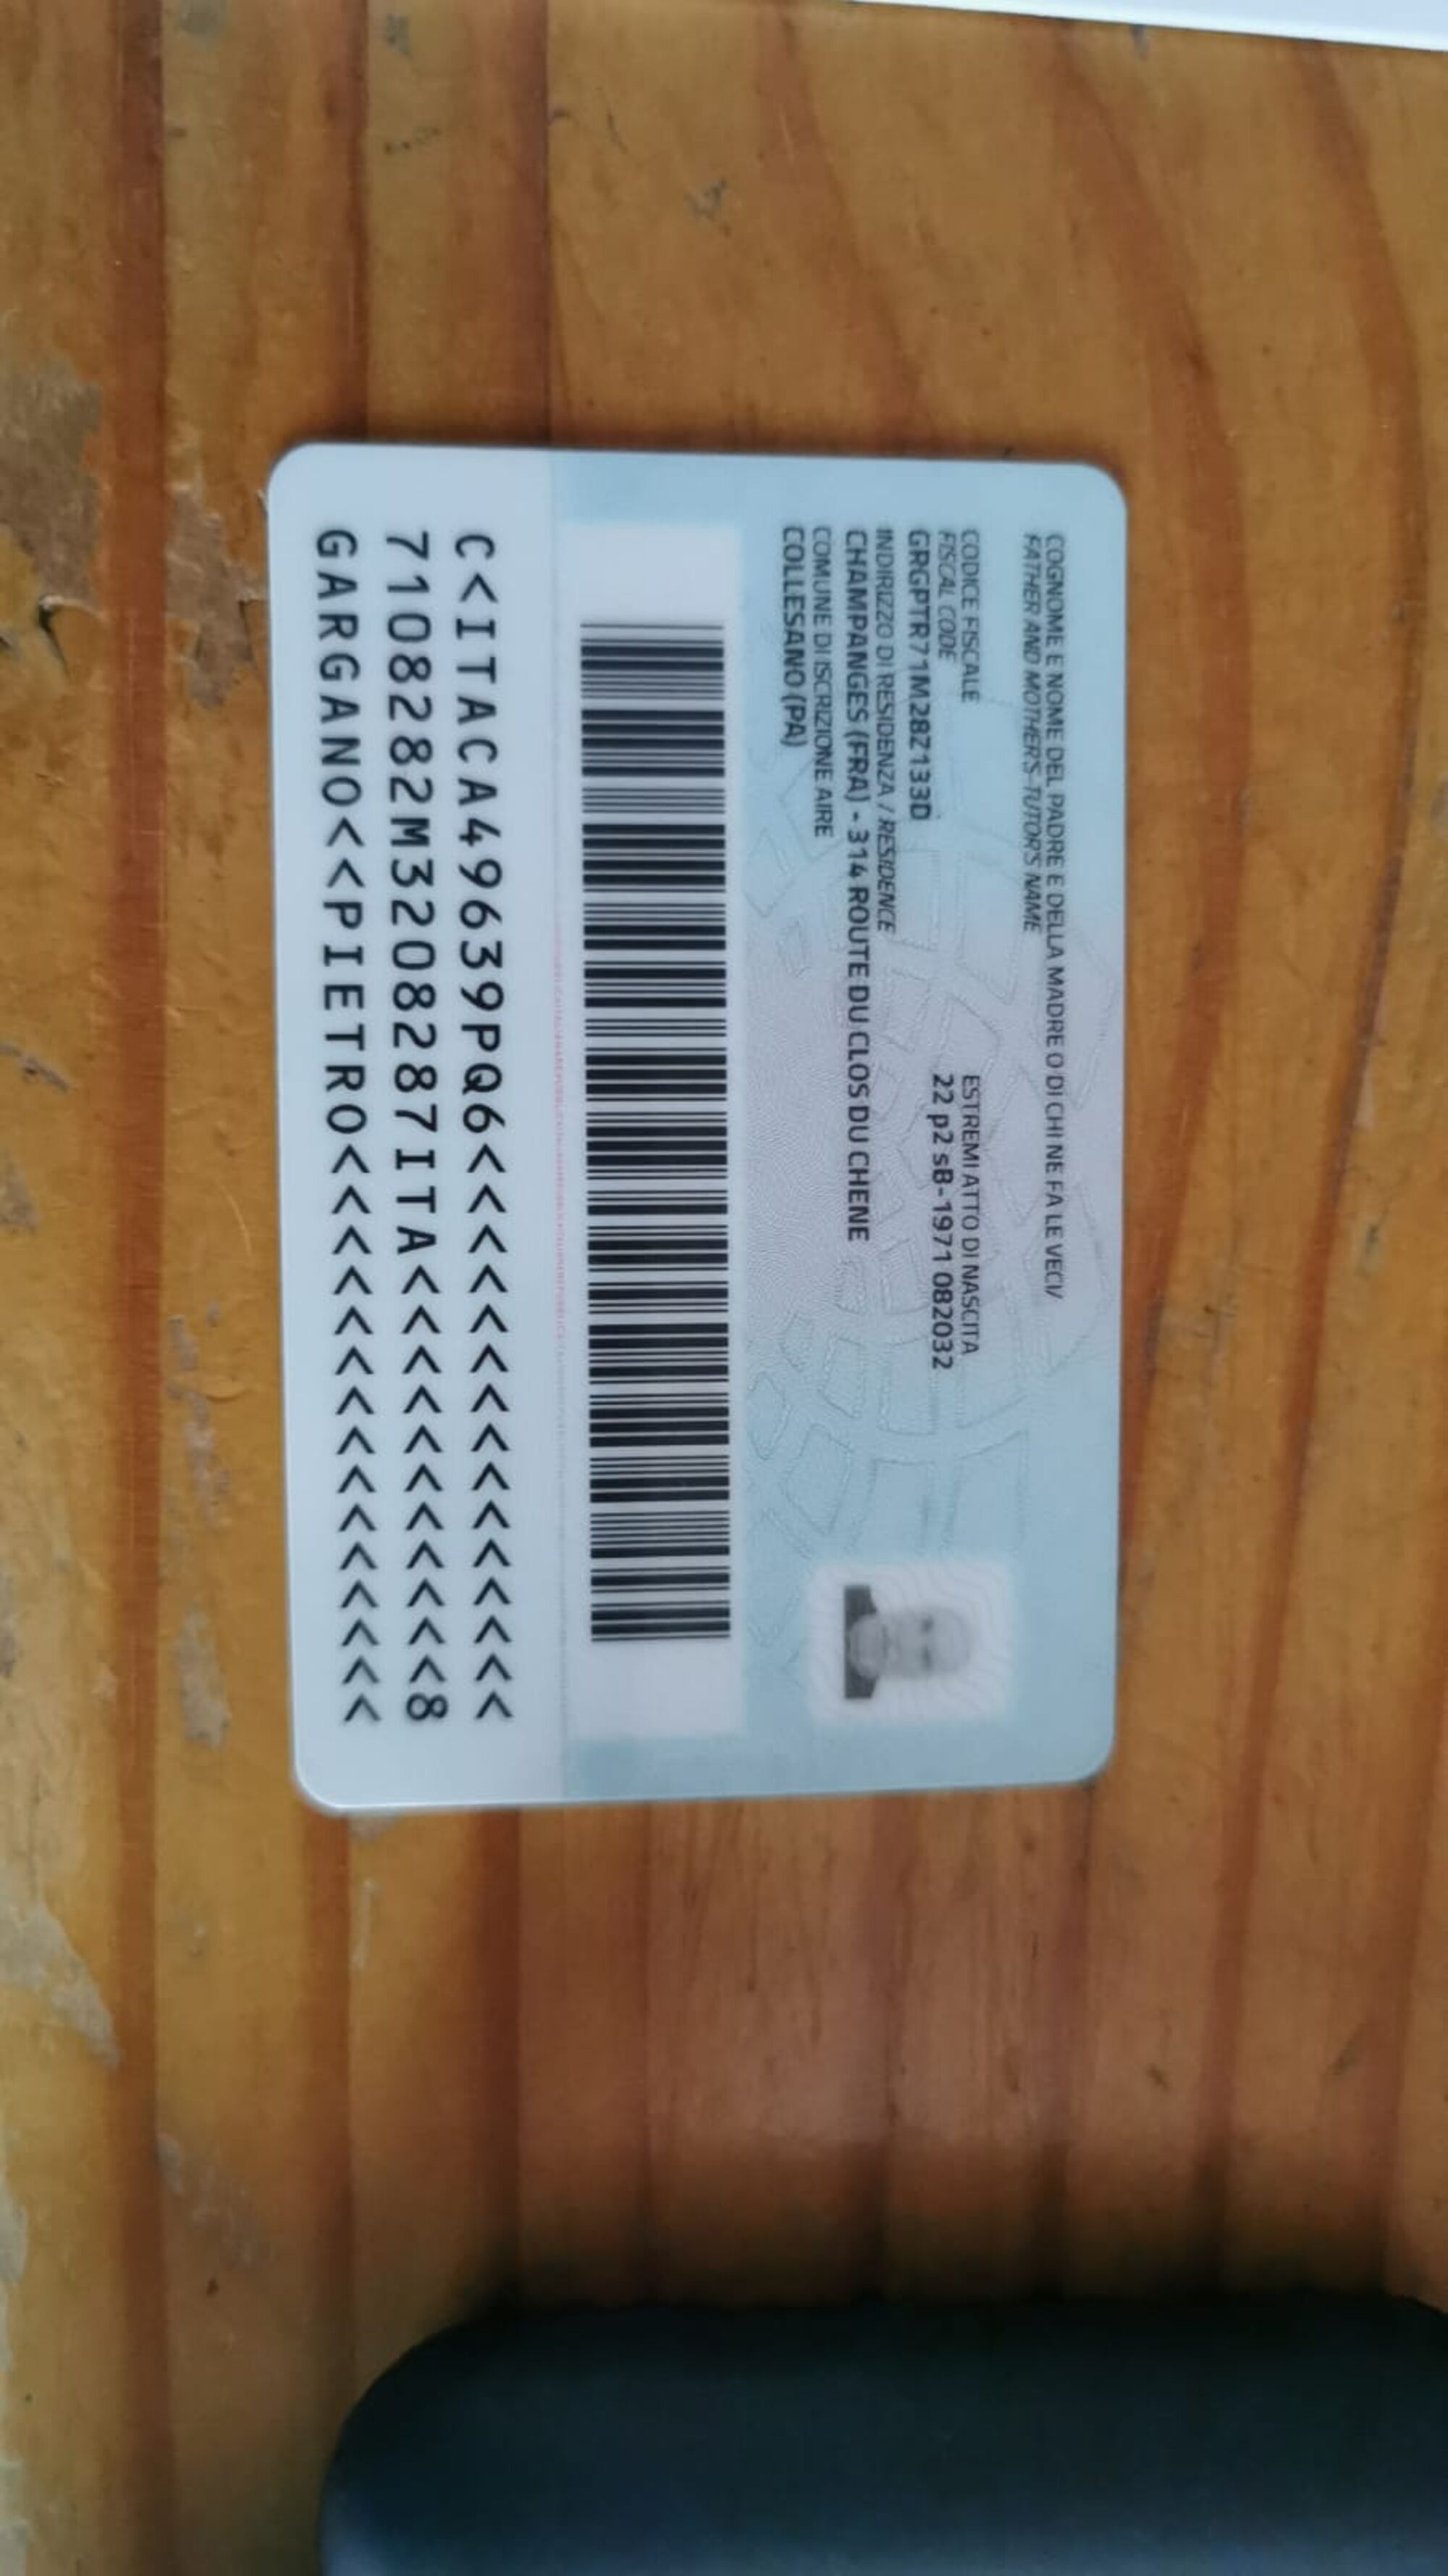 COGNOME E NOME DEL PADRE E DELLA MADRE O DI CHI NE FA LE VECI/
FATHER AND MOTHER'S-TUTOR'S NAME
CODICE FISCALE
FISCAL CODE
GRGPTR71M28Z133D
ESTREMI ATTO DI NASCITA
22 p2 sB-1971 082032
INDIRIZZO DI RESIDENZA / RESIDENCE
CHAMPANGES (FRA) - 314 ROUTE DU CLOS DU CHENE
COMUNE DI ISCRIZIONE AIRE
COLLESANO (PA)
C<ITACA49639PQ6<<<<<<<<<<<<<<<
7108282M3208287ITA<<<<<<<<<<<8
GARGANO<<PIETRO<<<<<<<<<<<<<<<